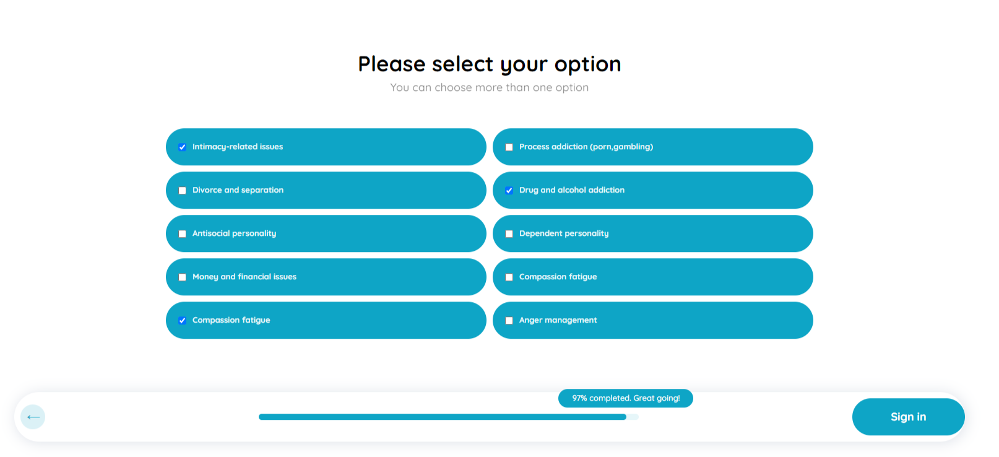 Please select your option
You can choose more than one option
Intimacy-related issues
Process addiction (porn,gambling)
Divorce and separation
Drug and alcohol addiction
Antisocial personality
Dependent personality
Money and financial issues
Compassion fatigue
Compassion fatigue
Anger management
97% completed. Great going!
Sign in